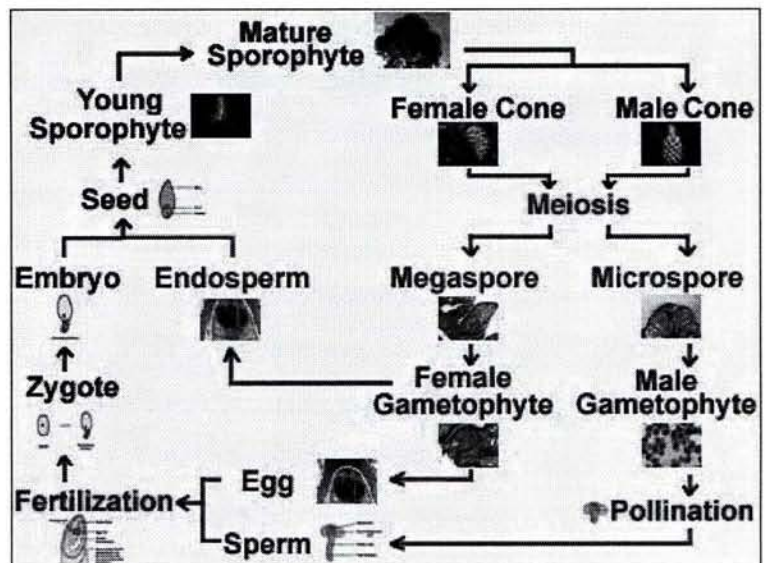 Mature
Sporophyte
Young
Sporophyte
Female Cone
Male Cone
Seed
Meiosis
Embryo
Endosperm
Megaspore
Microspore
Zygote
Female
Gametophyte
Male
Gametophyte
Egg
Fertilization
Pollination
Sperm